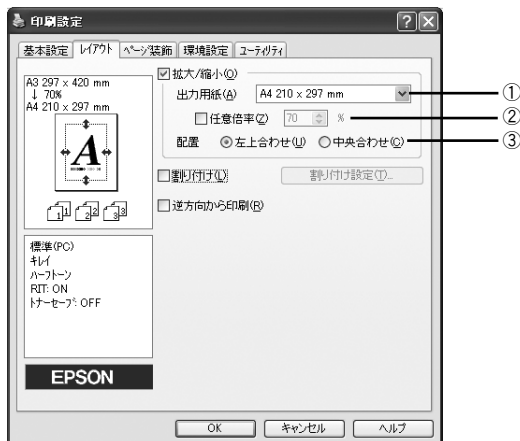 印刷設定
基本設定 レイアウト ページ装飾 環境設定 ユーティリティ
A3 297 x 420 mm
↓ 70%
A4 210 x 297 mm
A
1 1 2 2 3 3
標準(PC)
キレイ
ハーフトーン
RIT: ON
トナーセーブ: OFF
EPSON
拡大/縮小(O)
出力用紙(A) A4 210 x 297 mm ①
任意倍率(Z) 70 % ②
配置 左上合わせ(U) 中央合わせ(C) ③
割り付け(L) 割り付け設定(T)...
逆方向から印刷(R)
OK キャンセル ヘルプ